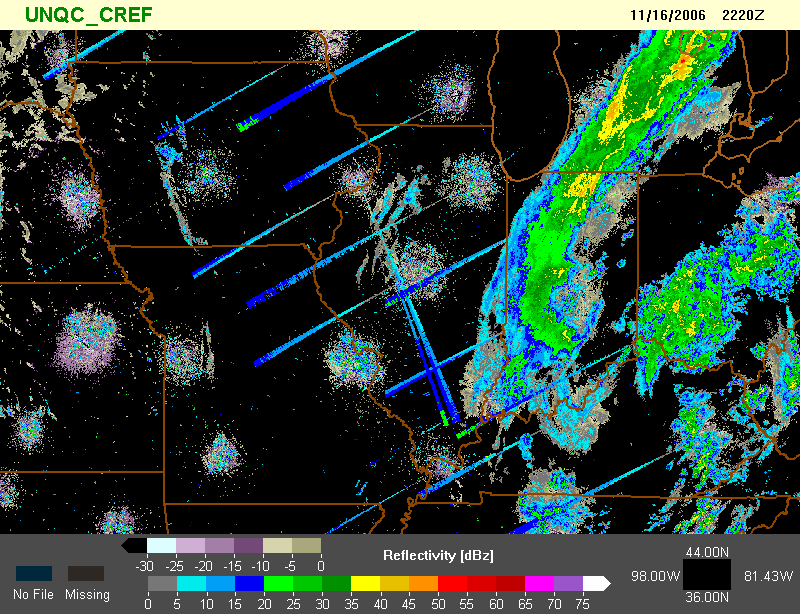 UNQC_CREF 11/16/2006 2220Z
-30 -25 -20 -15 -10 -5 0
Reflectivity [dBz]
No File Missing
0 5 10 15 20 25 30 35 40 45 50 55 60 65 70 75
44.00N
98.00W 81.43W
36.00N